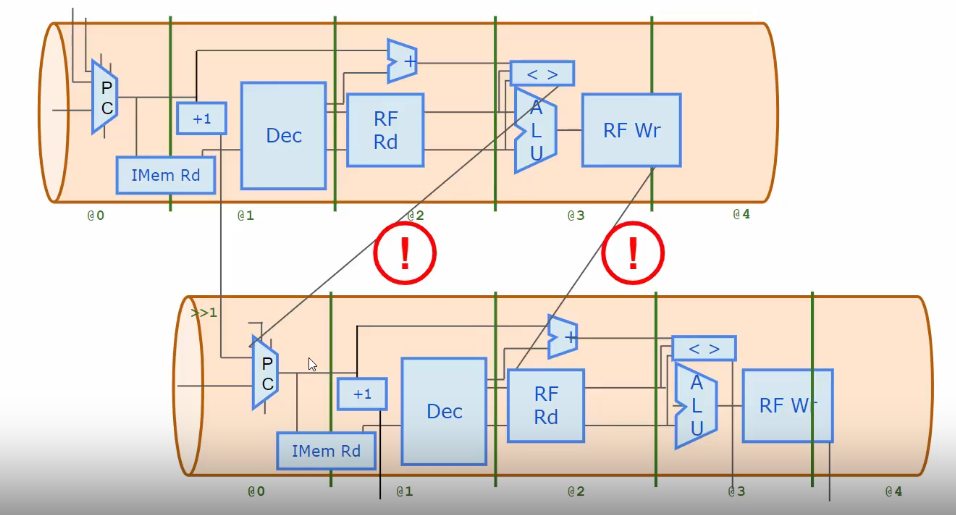 +
< >
P
C
+1
Dec
RF
Rd
A
L
U
RF Wr
IMem Rd
@0
@1
@2
@3
@4
!
!
>>1
+
< >
P
C
+1
Dec
RF
Rd
A
L
U
RF Wr
IMem Rd
@0
@1
@2
@3
@4